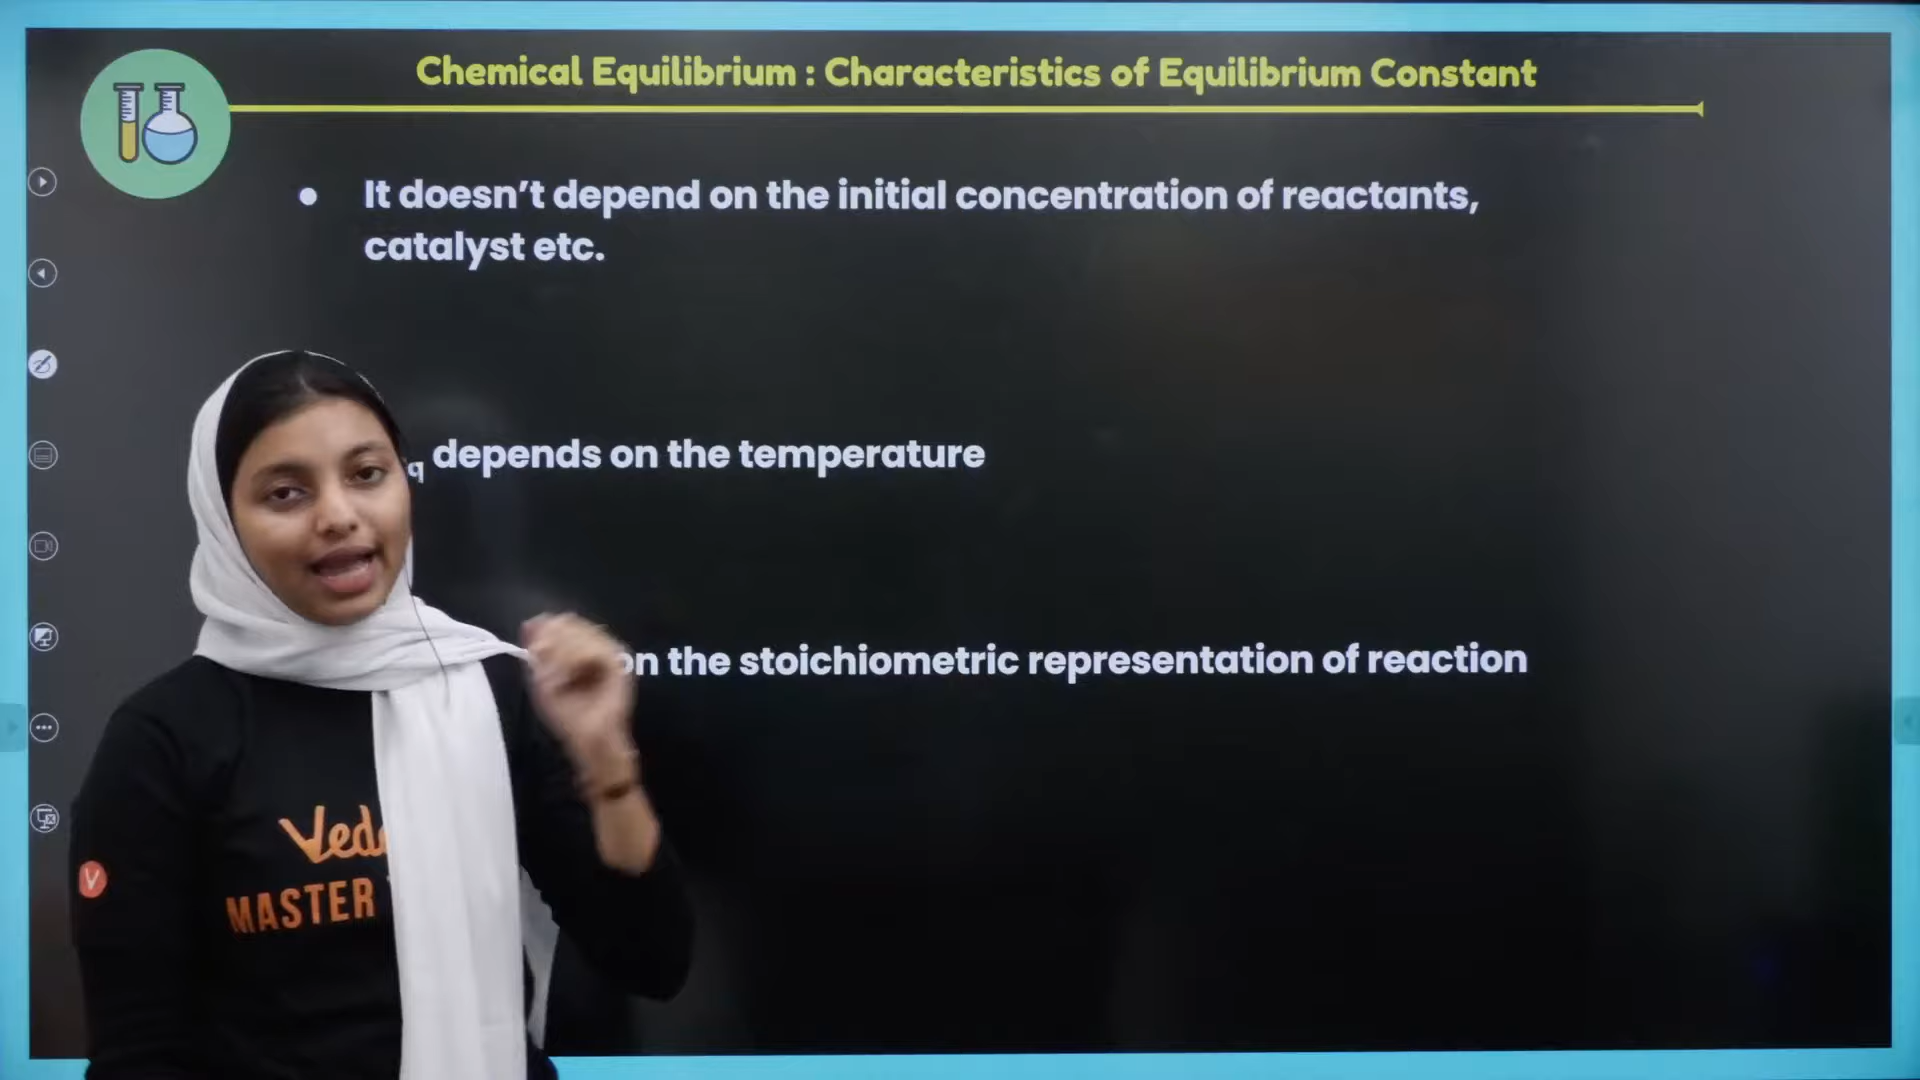 Chemical Equilibrium : Characteristics of Equilibrium Constant
● It doesn't depend on the initial concentration of reactants,
catalyst etc.
q depends on the temperature
on the stoichiometric representation of reaction
V
MASTER